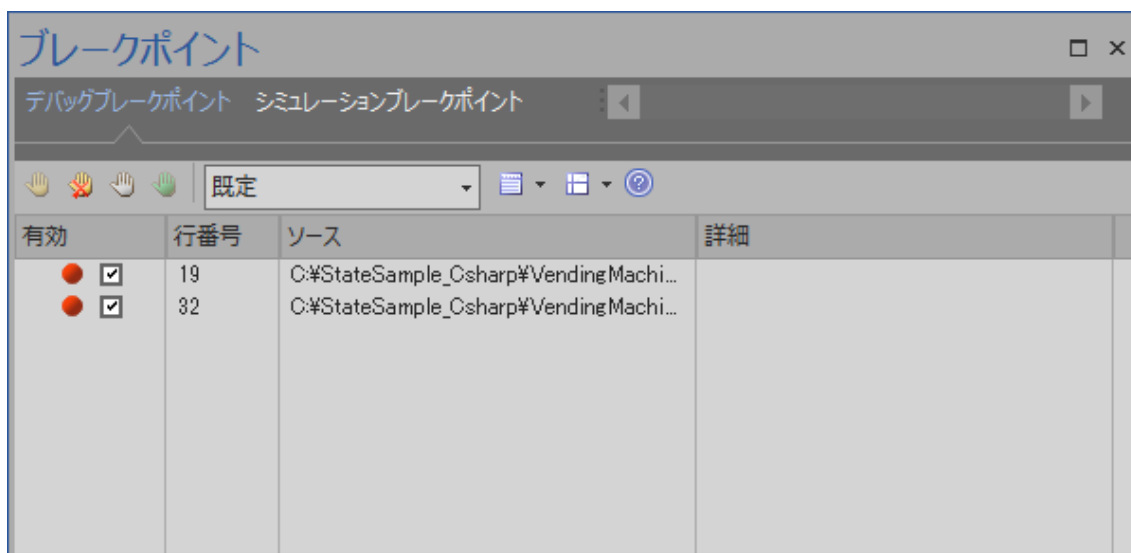 ブレークポイント
デバッグブレークポイント シミュレーションブレークポイント
既定
有効 行番号 ソース 詳細
19 C:¥StateSample_Csharp¥VendingMachi...
32 C:¥StateSample_Csharp¥VendingMachi...